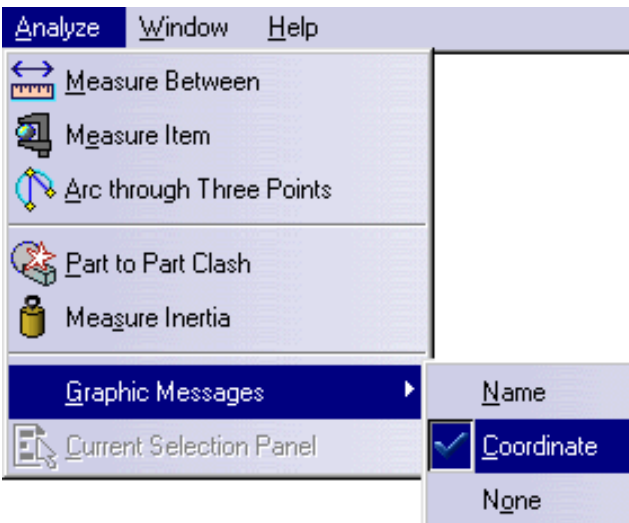 Analyze Window Help
Measure Between
Measure Item
Arc through Three Points
Part to Part Clash
Measure Inertia
Graphic Messages
Name
Current Selection Panel
Coordinate
None